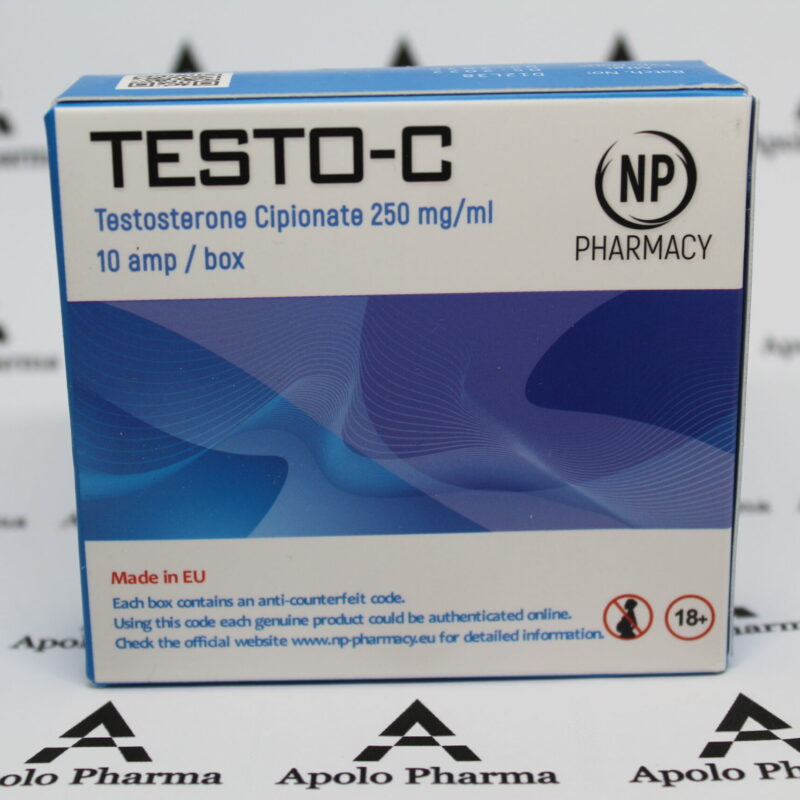 TESTO-C
Testosterone Cipionate 250 mg/ml
10 amp / box
NP
PHARMACY
Made in EU
Each box contains an anti-counterfeit code.
Using this code each genuine product could be authenticated online.
Check the official website www.np-pharmacy.eu for detailed information.
18+
Apolo Pharma
Apolo Pharma
Apolo Pharma